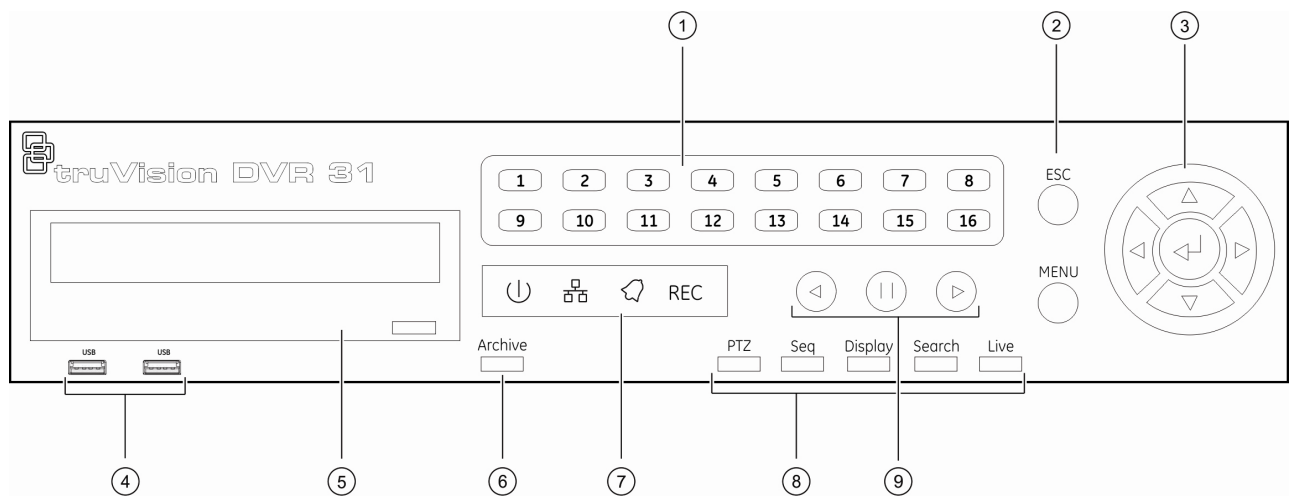 1 2 3
truVision DVR 31
1 2 3 4 5 6 7 8
9 10 11 12 13 14 15 16
ESC
MENU
REC
USB USB
Archive
PTZ Seq Display Search Live
4 5 6 7 8 9